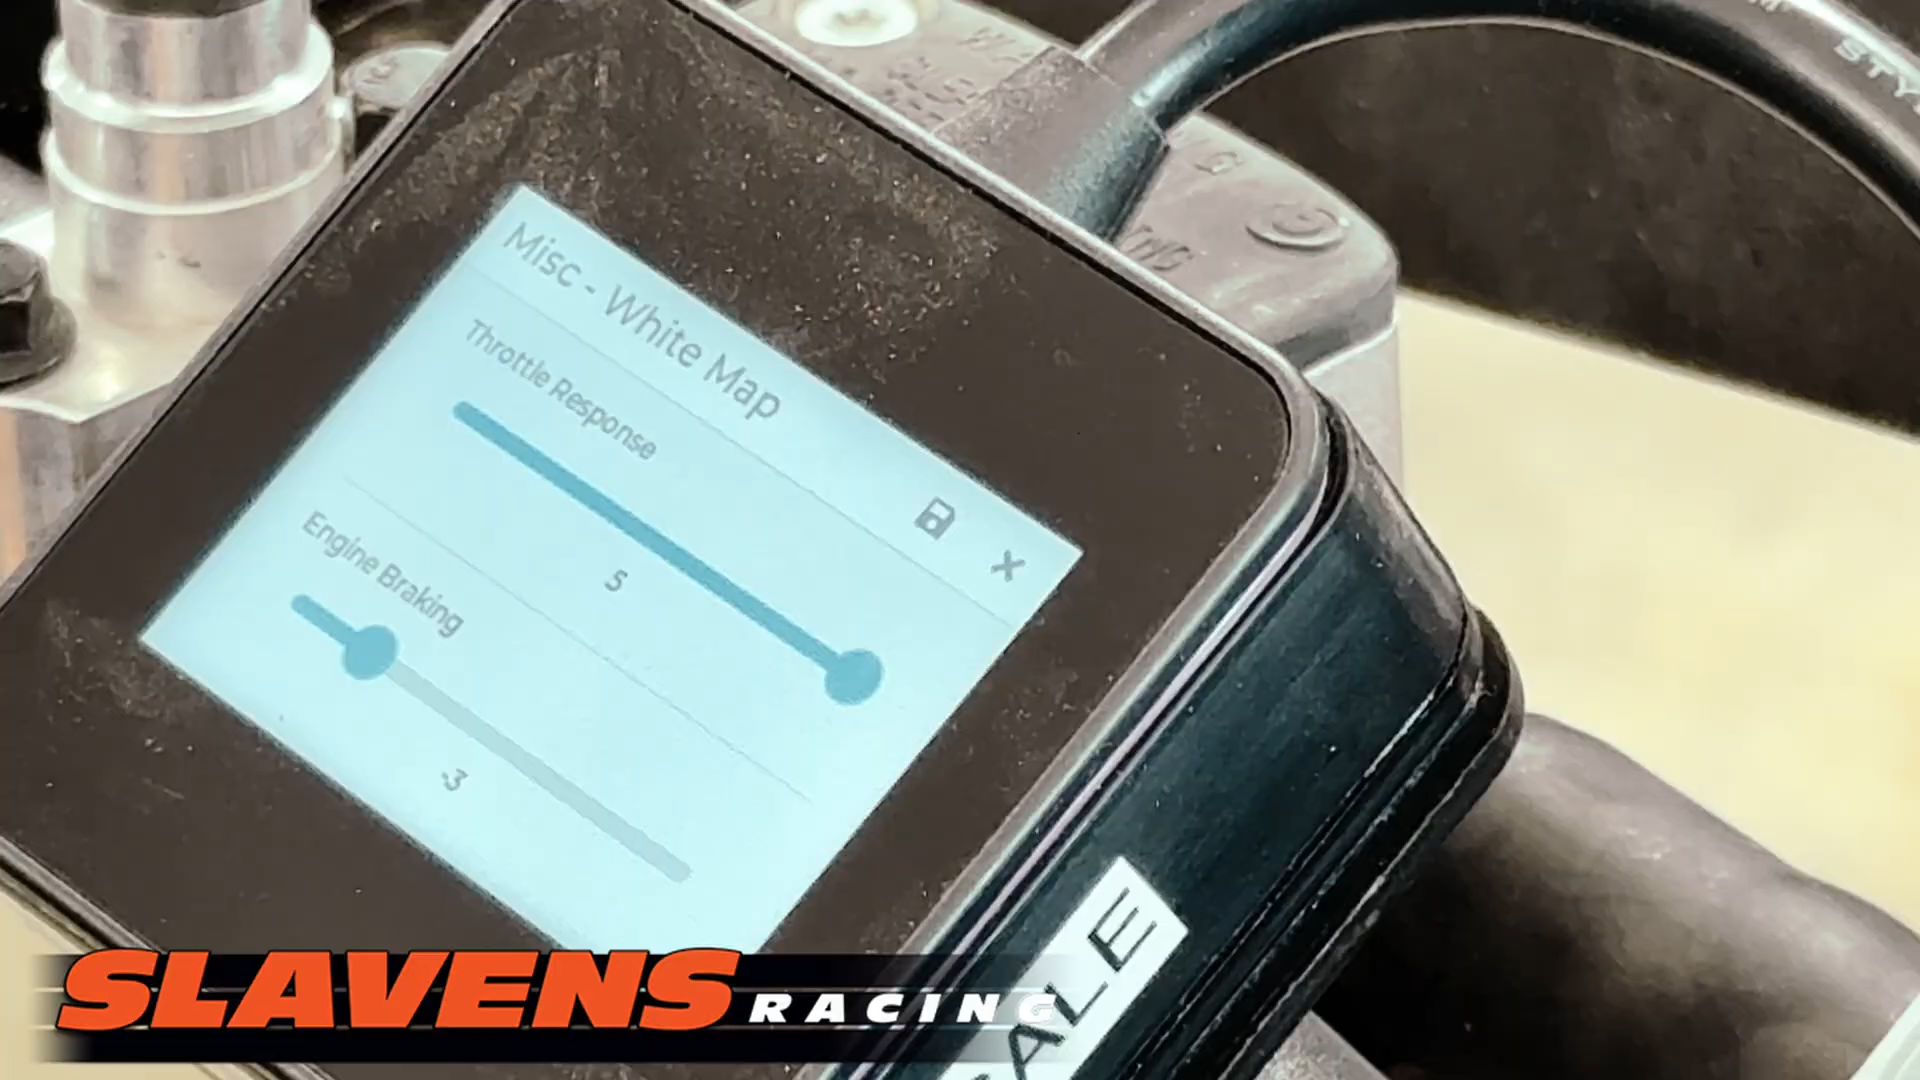 Misc - White Map
Throttle Response
5
Engine Braking
-3
SLAVENS RACING